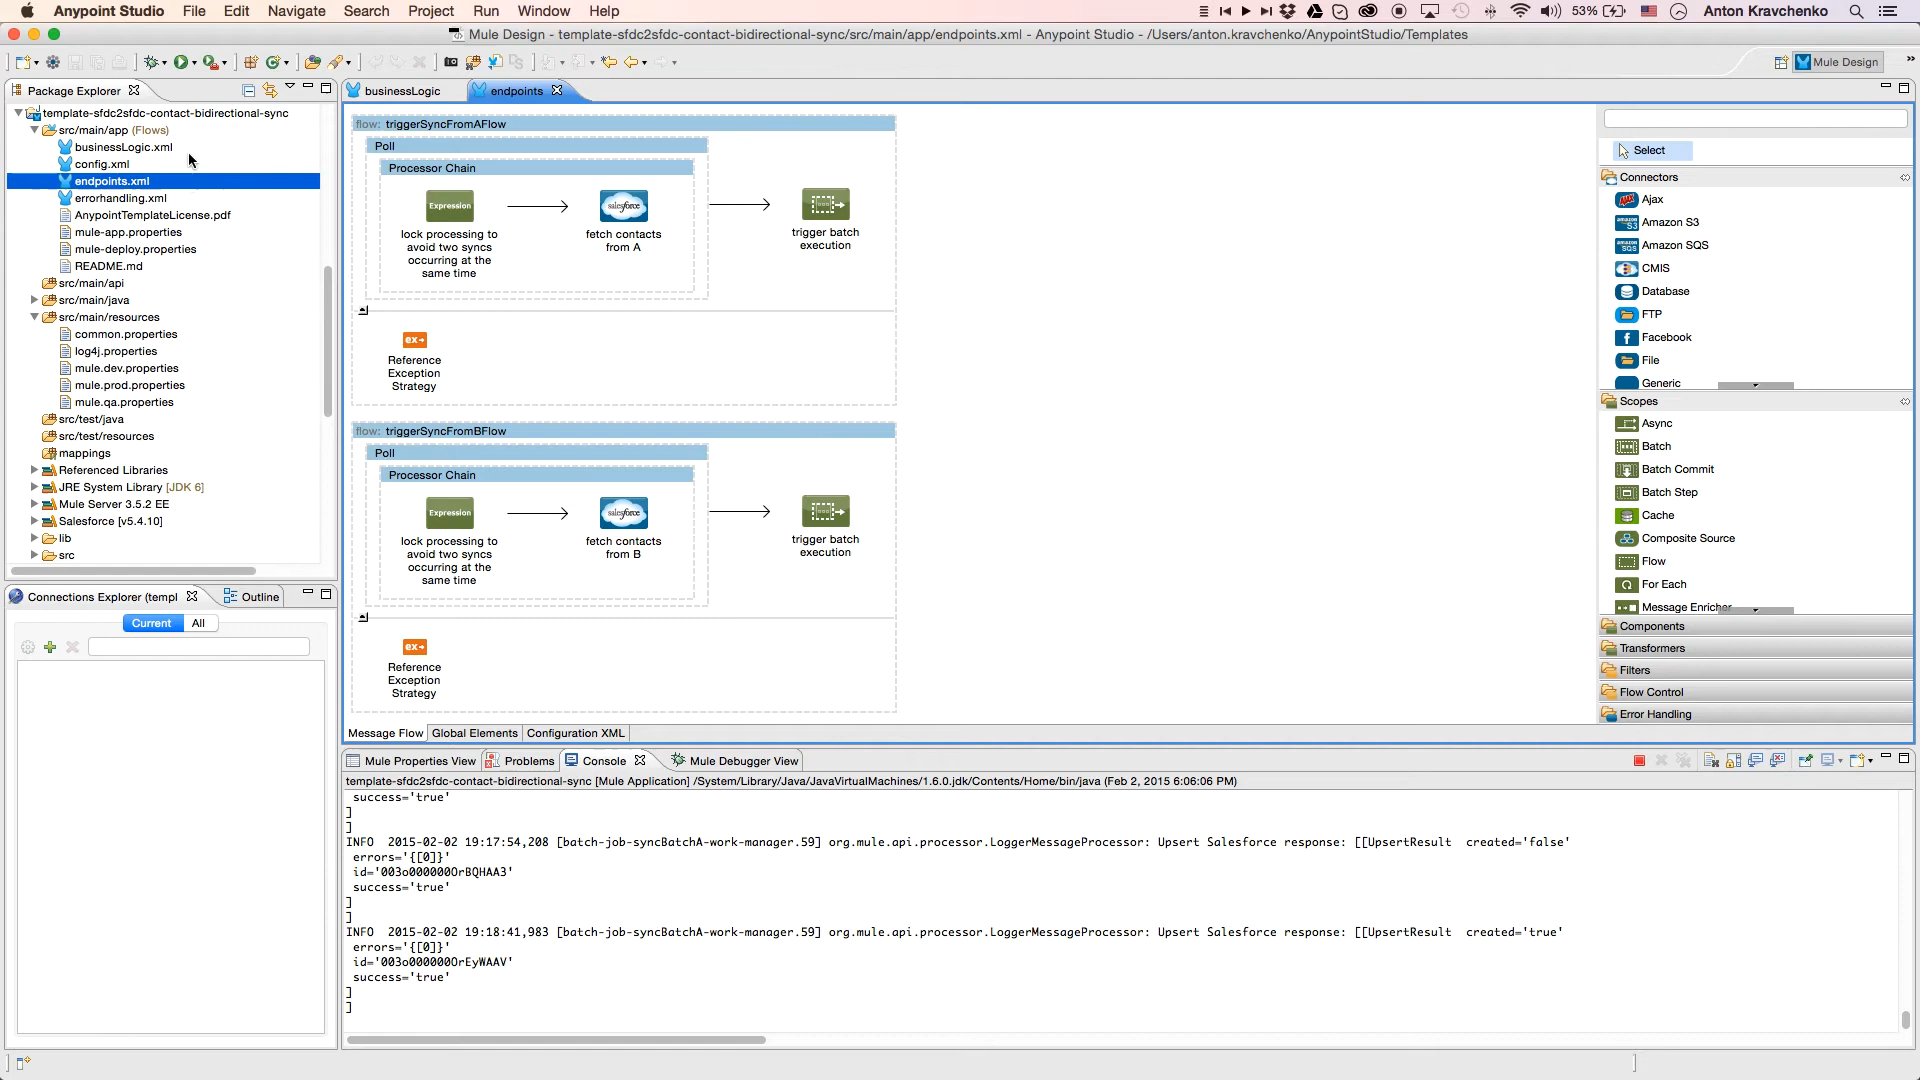 Anypoint Studio File Edit Navigate Search Project Run Window Help 53% Anton Kravchenko
Mule Design - template-sfdc2sfdc-contact-bidirectional-sync/src/main/app/endpoints.xml - Anypoint Studio - /Users/anton.kravchenko/AnypointStudio/Templates
Mule Design
Package Explorer
template-sfdc2sfdc-contact-bidirectional-sync
src/main/app (Flows)
businessLogic.xml
config.xml
endpoints.xml
errorhandling.xml
AnypointTemplateLicense.pdf
mule-app.properties
mule-deploy.properties
README.md
src/main/api
src/main/java
src/main/resources
common.properties
log4j.properties
mule.dev.properties
mule.prod.properties
mule.qa.properties
src/test/java
src/test/resources
mappings
Referenced Libraries
JRE System Library [JDK 6]
Mule Server 3.5.2 EE
Salesforce [v5.4.10]
lib
src
Connections Explorer (templ
Outline
Current All
businessLogic
endpoints
flow: triggerSyncFromAFlow
Poll
Processor Chain
Expression
lock processing to
avoid two syncs
occurring at the
same time
salesforce
fetch contacts
from A
trigger batch
execution
ex
Reference
Exception
Strategy
flow: triggerSyncFromBFlow
Poll
Processor Chain
Expression
lock processing to
avoid two syncs
occurring at the
same time
salesforce
fetch contacts
from B
trigger batch
execution
ex
Reference
Exception
Strategy
Message Flow Global Elements Configuration XML
Select
Connectors
Ajax
Amazon S3
Amazon SQS
CMIS
Database
FTP
Facebook
File
Generic
Scopes
Async
Batch
Batch Commit
Batch Step
Cache
Composite Source
Flow
For Each
Message Enricher
Components
Transformers
Filters
Flow Control
Error Handling
Mule Properties View Problems Console Mule Debugger View
template-sfdc2sfdc-contact-bidirectional-sync [Mule Application] /System/Library/Java/JavaVirtualMachines/1.6.0.jdk/Contents/Home/bin/java (Feb 2, 2015 6:06:06 PM)
success='true'
]
]
INFO 2015-02-02 19:17:54,208 [batch-job-syncBatchA-work-manager.59] org.mule.api.processor.LoggerMessageProcessor: Upsert Salesforce response: [[UpsertResult created='false'
errors='{[0]}'
id='003o000000OrBQHAA3'
success='true'
]
]
INFO 2015-02-02 19:18:41,983 [batch-job-syncBatchA-work-manager.59] org.mule.api.processor.LoggerMessageProcessor: Upsert Salesforce response: [[UpsertResult created='true'
errors='{[0]}'
id='003o000000OrEyWAAV'
success='true'
]
]